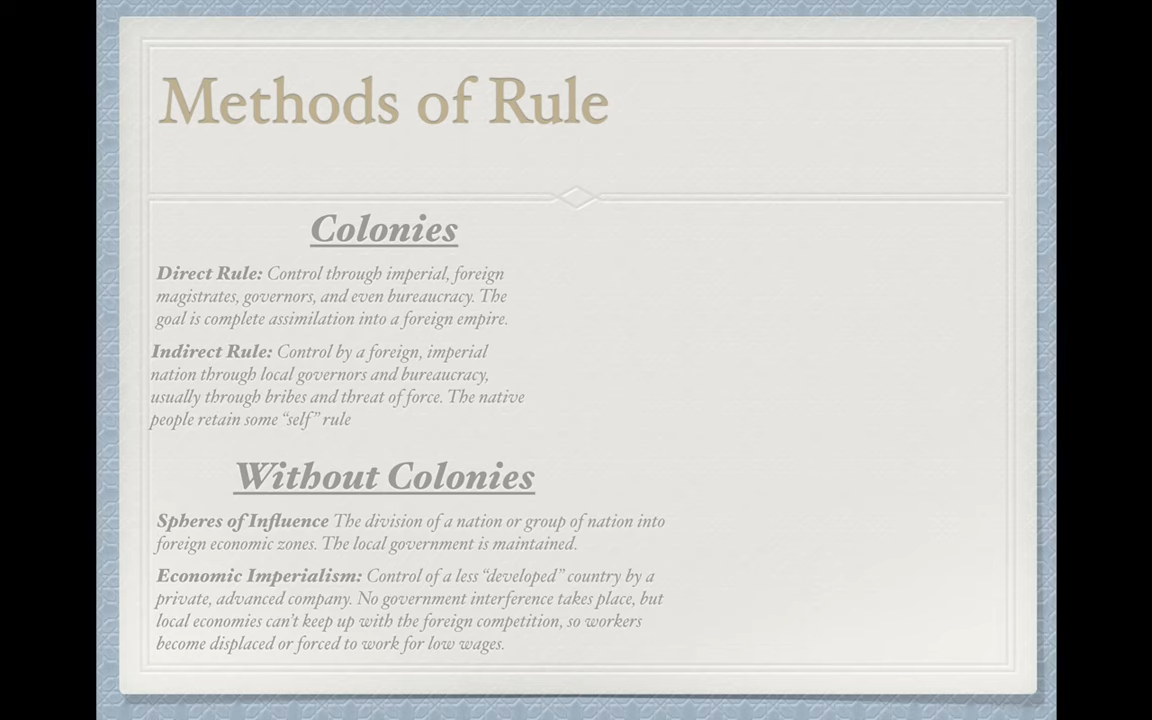 Methods of Rule
Colonies
Direct Rule: Control through imperial, foreign
magistrates, governors, and even bureaucracy. The
goal is complete assimilation into a foreign empire.
Indirect Rule: Control by a foreign, imperial
nation through local governors and bureaucracy,
usually through bribes and threat of force. The native
people retain some “self” rule
Without Colonies
Spheres of Influence The division of a nation or group of nation into
foreign economic zones. The local government is maintained.
Economic Imperialism: Control of a less “developed” country by a
private, advanced company. No government interference takes place, but
local economies can’t keep up with the foreign competition, so workers
become displaced or forced to work for low wages.